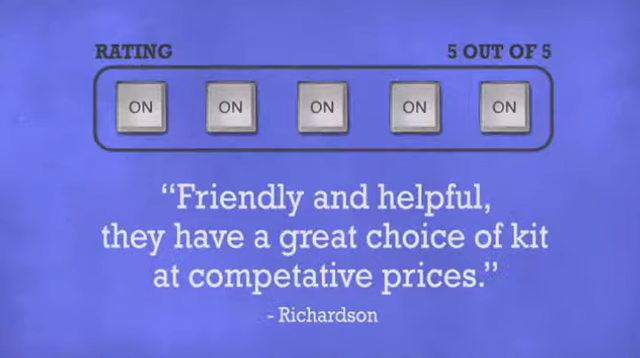 RATING 5 OUT OF 5
ON ON ON ON ON
“Friendly and helpful,
they have a great choice of kit
at competative prices.”
- Richardson